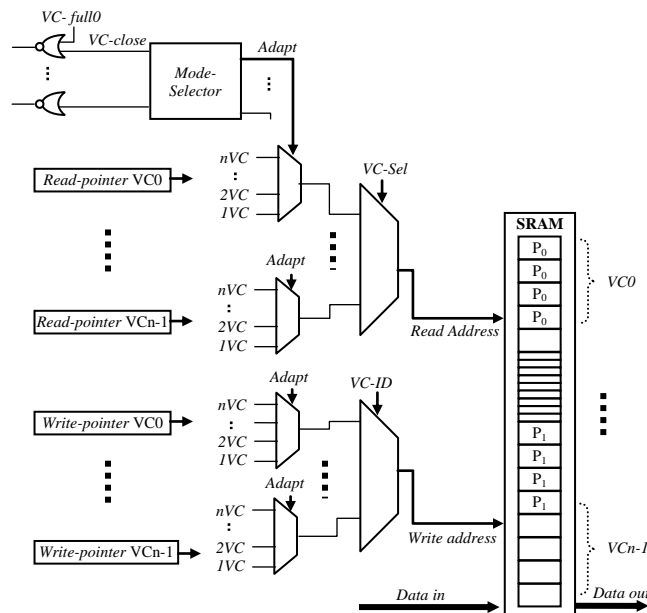 VC- full0
VC-close
Adapt
Mode-
Selector
...
...
nVC
2VC
1VC
Read-pointer VC0
VC-Sel
SRAM
P0
P0
P0
P0
VC0
Adapt
nVC
2VC
1VC
Read-pointer VCn-1
Read Address
Adapt
VC-ID
nVC
2VC
1VC
Write-pointer VC0
P1
P1
P1
P1
Adapt
nVC
2VC
1VC
Write-pointer VCn-1
Write address
VCn-1
Data in
Data out